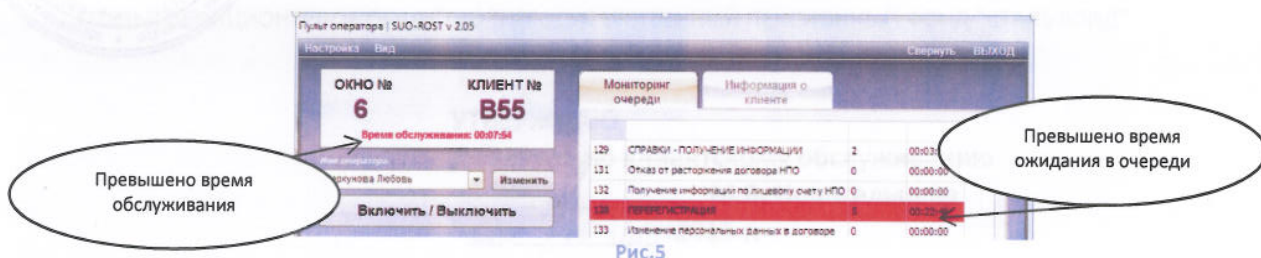 Пульт оператора | SUO-ROST v 2.05
Настройка Вид Свернуть ВЫХОД
ОКНО № КЛИЕНТ №
6 B55
Время обслуживания: 00:07:54
Имя оператора:
Любовь Изменить
Включить / Выключить
Мониторинг очереди
Информация о клиенте
129 СПРАВКИ - ПОЛУЧЕНИЕ ИНФОРМАЦИИ 2
131 Отказ от расторжения договора НПО 0 00:00:00
132 Получение информации по лицевому счету НПО 0 00:00:00
ПЕРЕРЕГИСТРАЦИЯ
133 Изменение персональных данных в договоре 0 00:00:00
Превышено время
обслуживания
Превышено время
ожидания в очереди
Рис.5